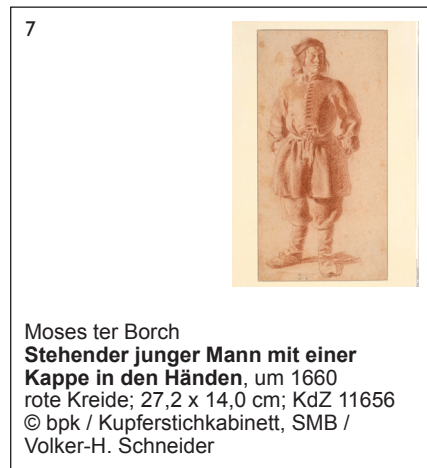 7
Moses ter Borch
Stehender junger Mann mit einer
Kappe in den Händen, um 1660
rote Kreide; 27,2 x 14,0 cm; KdZ 11656
© bpk / Kupferstichkabinett, SMB /
Volker-H. Schneider